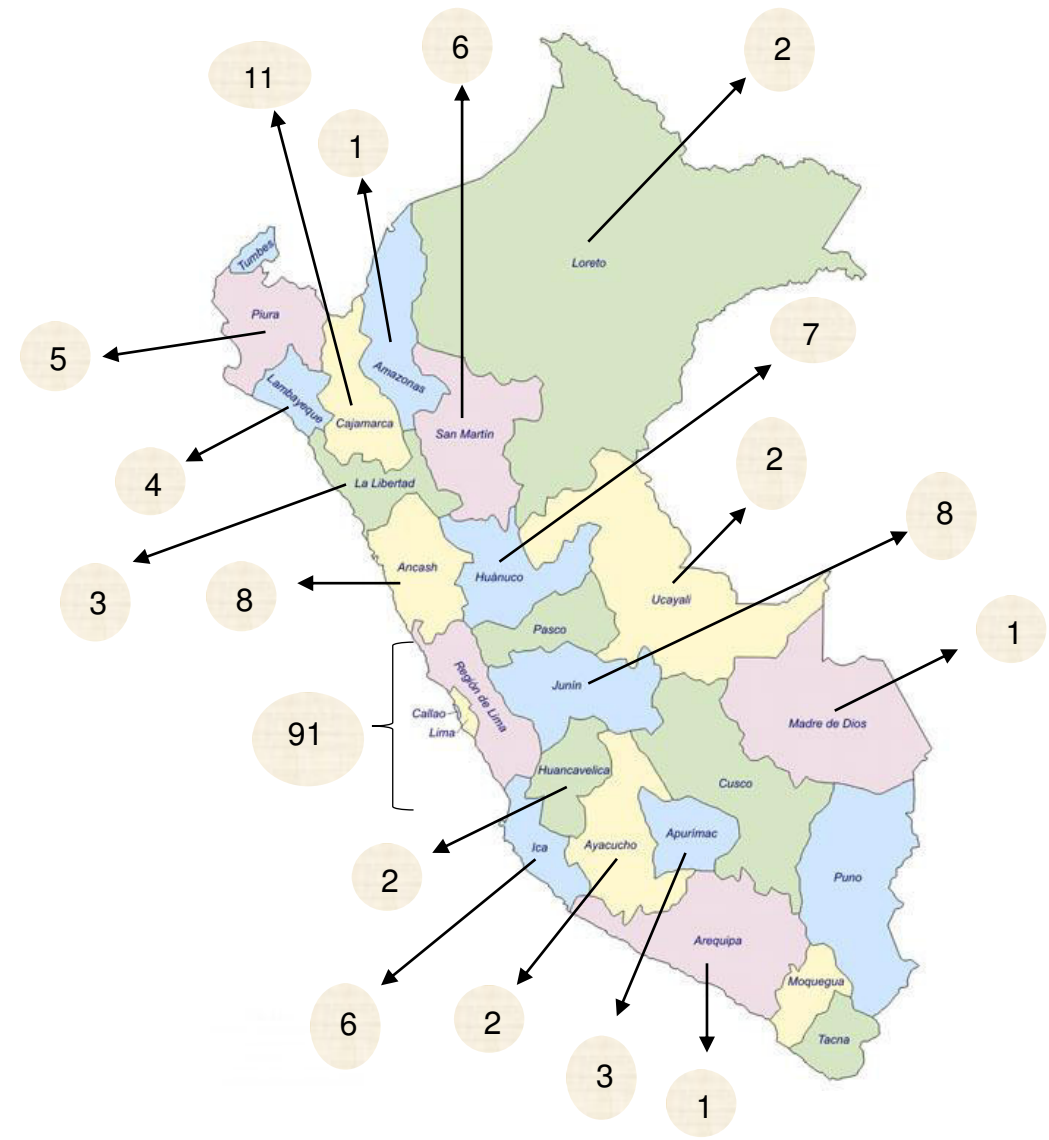 6
2
11
1
Tumbes
Loreto
Piura
7
5
Amazonas
Lambayeque
Cajamarca
San Martín
4
2
La Libertad
8
Ancash
Huánuco
3
8
Ucayali
Pasco
1
Junín
Región de Lima
Callao
Lima
91
Madre de Dios
Huancavelica
Cusco
Apurímac
Ica
Ayacucho
2
Puno
Arequipa
Moquegua
6
2
Tacna
3
1